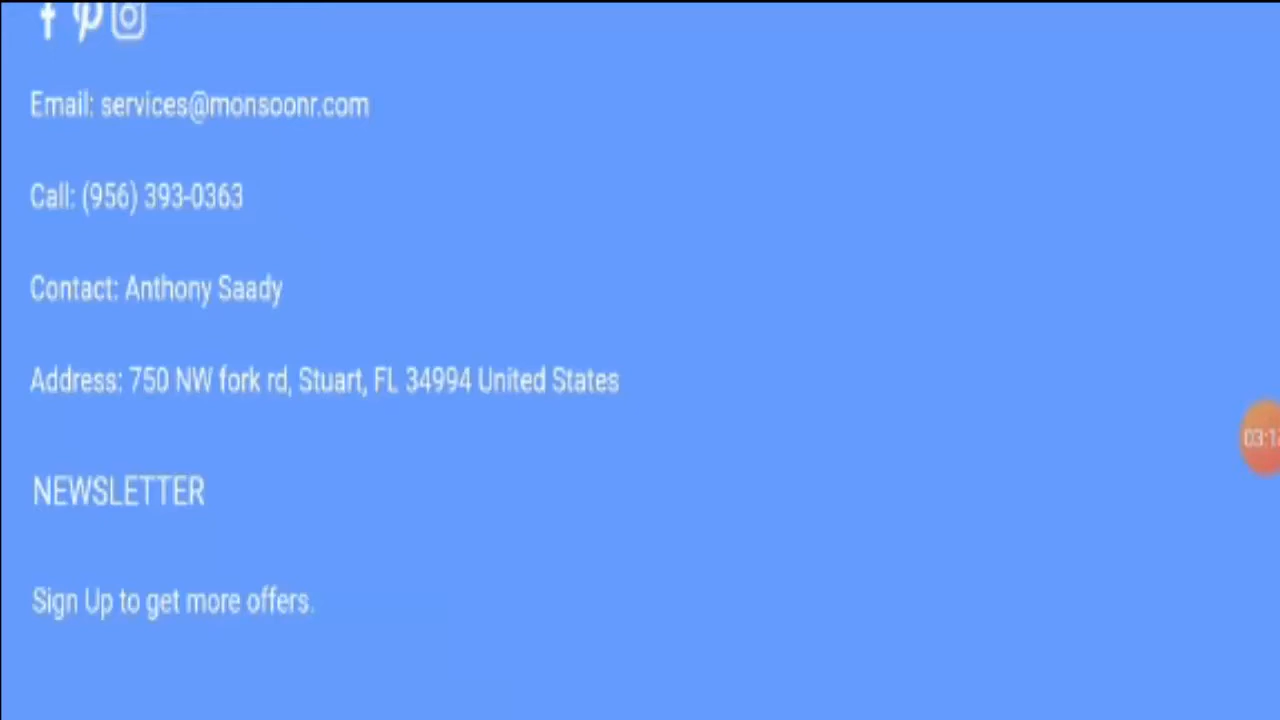 Email: services@monsoonr.com
Call: (956) 393-0363
Contact: Anthony Saady
Address: 750 NW fork rd, Stuart, FL 34994 United States
NEWSLETTER
Sign Up to get more offers.